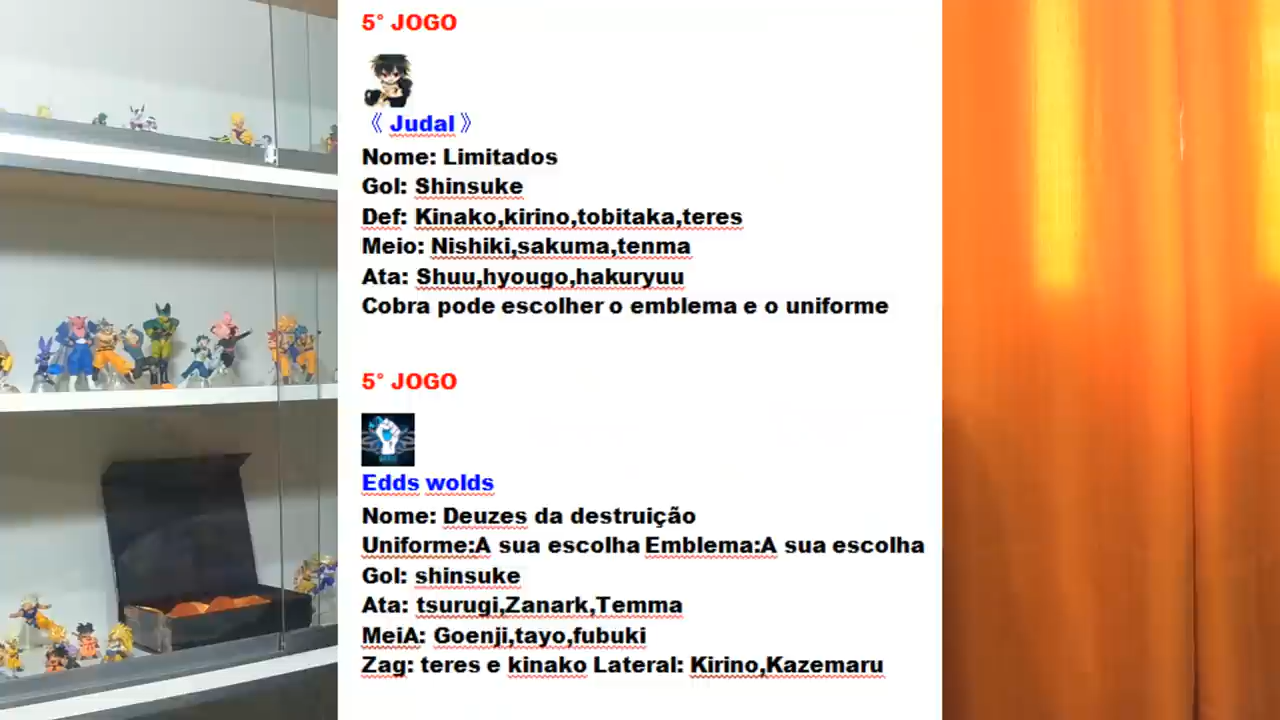 5° JOGO
《 Judal 》
Nome: Limitados
Gol: Shinsuke
Def: Kinako,kirino,tobitaka,teres
Meio: Nishiki,sakuma,tenma
Ata: Shuu,hyougo,hakuryuu
Cobra pode escolher o emblema e o uniforme
5° JOGO
Edds wolds
Nome: Deuzes da destruição
Uniforme:A sua escolha Emblema:A sua escolha
Gol: shinsuke
Ata: tsurugi,Zanark,Temma
MeiA: Goenji,tayo,fubuki
Zag: teres e kinako Lateral: Kirino,Kazemaru